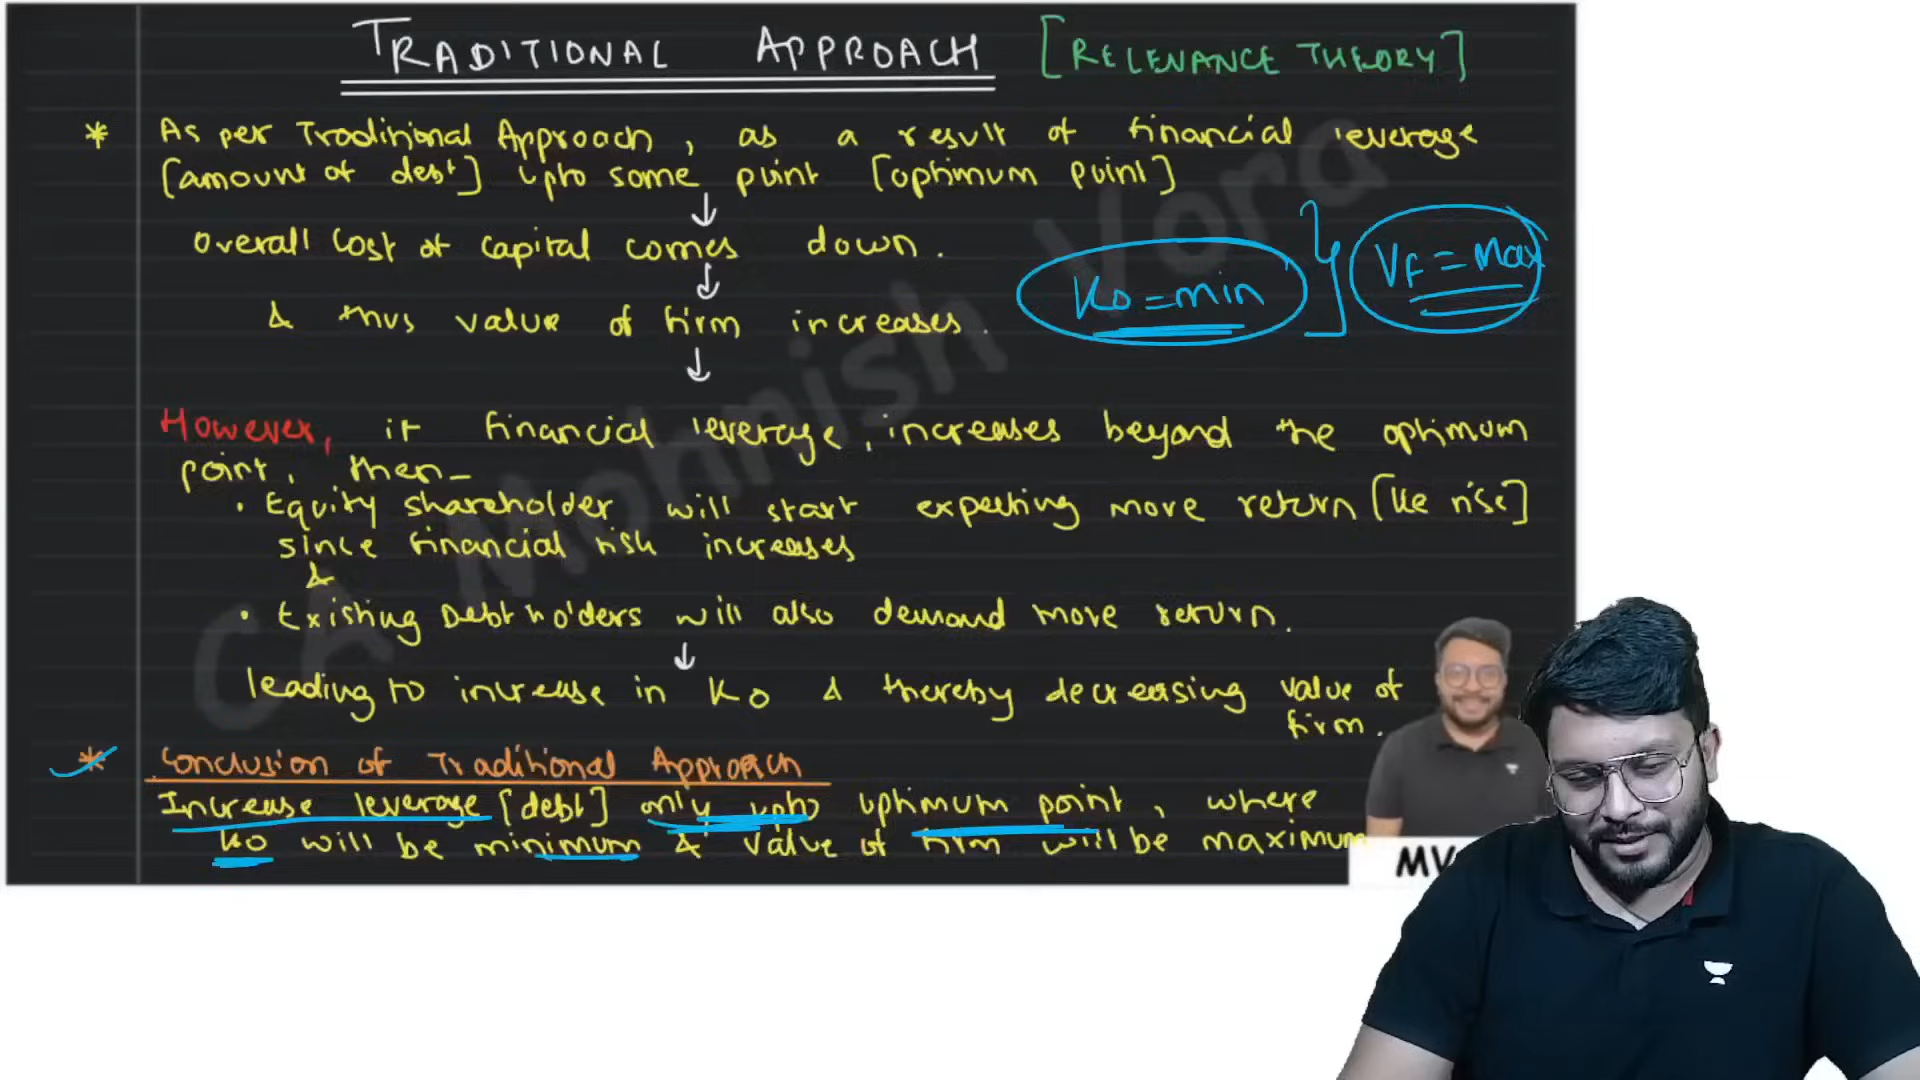 TRADITIONAL APPROACH [RELEVANCE THEORY]
* As per Traditional Approach, as a result of financial leverage
[amount of debt] upto some point [optimum point]
↓
Overall cost of capital comes down.
↓
& thus value of firm increases.
↓
Ko = min } VF = Max
However, if financial leverage, increases beyond the optimum
point, then-
• Equity shareholder will start expecting more return [Ke rise]
since financial risk increases
&
• Existing Debt holders will also demand more return.
↓
leading to increase in Ko & thereby decreasing value of
firm.
* Conclusion of Traditional Approach
Increase leverage [debt] only upto optimum point, where
Ko will be minimum & value of firm will be maximum
MV
CA Mohnish Vora